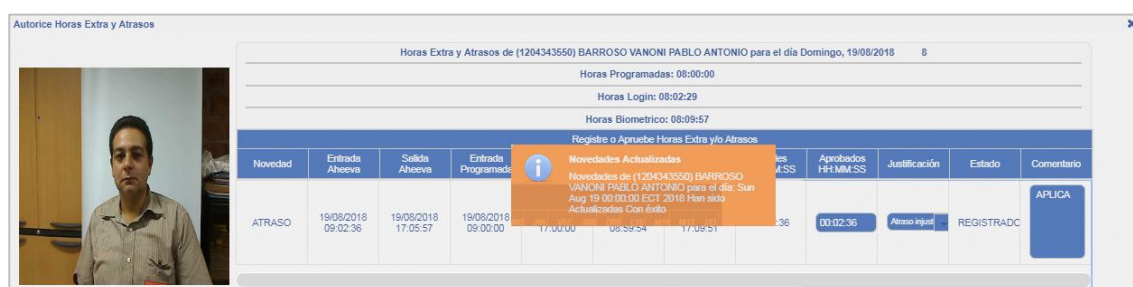 Autorice Horas Extra y Atrasos
Horas Extra y Atrasos de (1204343550) BARROSO VANONI PABLO ANTONIO para el día Domingo, 19/08/2018 8
Horas Programadas: 08:00:00
Horas Login: 08:02:29
Horas Biometrico: 08:09:57
Registre o Apruebe Horas Extra y/o Atrasos
Novedad
Entrada
Aheeva
Salida
Aheeva
Entrada
Programada
Aprobados
HH:MM:SS
Justificación
Estado
Comentario
Novedades Actualizadas
Novedades de (1204343550) BARROSO
VANONI PABLO ANTONIO para el día: Sun
Aug 19 00:00:00 ECT 2018 Han sido
Actualizadas Con éxito
ATRASO
19/08/2018
09:02:36
19/08/2018
17:05:57
19/08/2018
09:00:00
17:00:00
08:59:54
17:09:51
:36
00:02:36
Atraso injust
REGISTRADO
APLICA